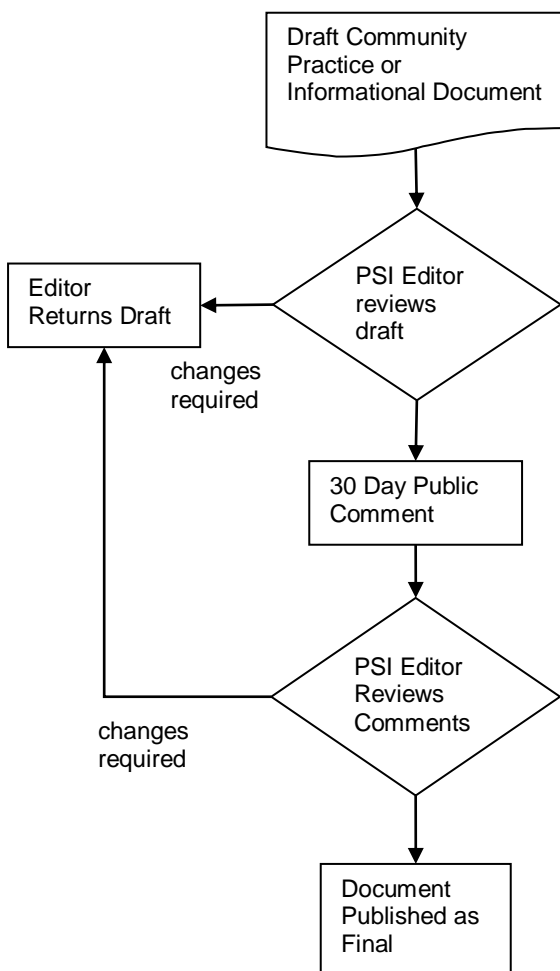 Draft Community
Practice or
Informational Document
PSI Editor
reviews
draft
Editor
Returns Draft
changes
required
30 Day Public
Comment
PSI Editor
Reviews
Comments
changes
required
Document
Published as
Final